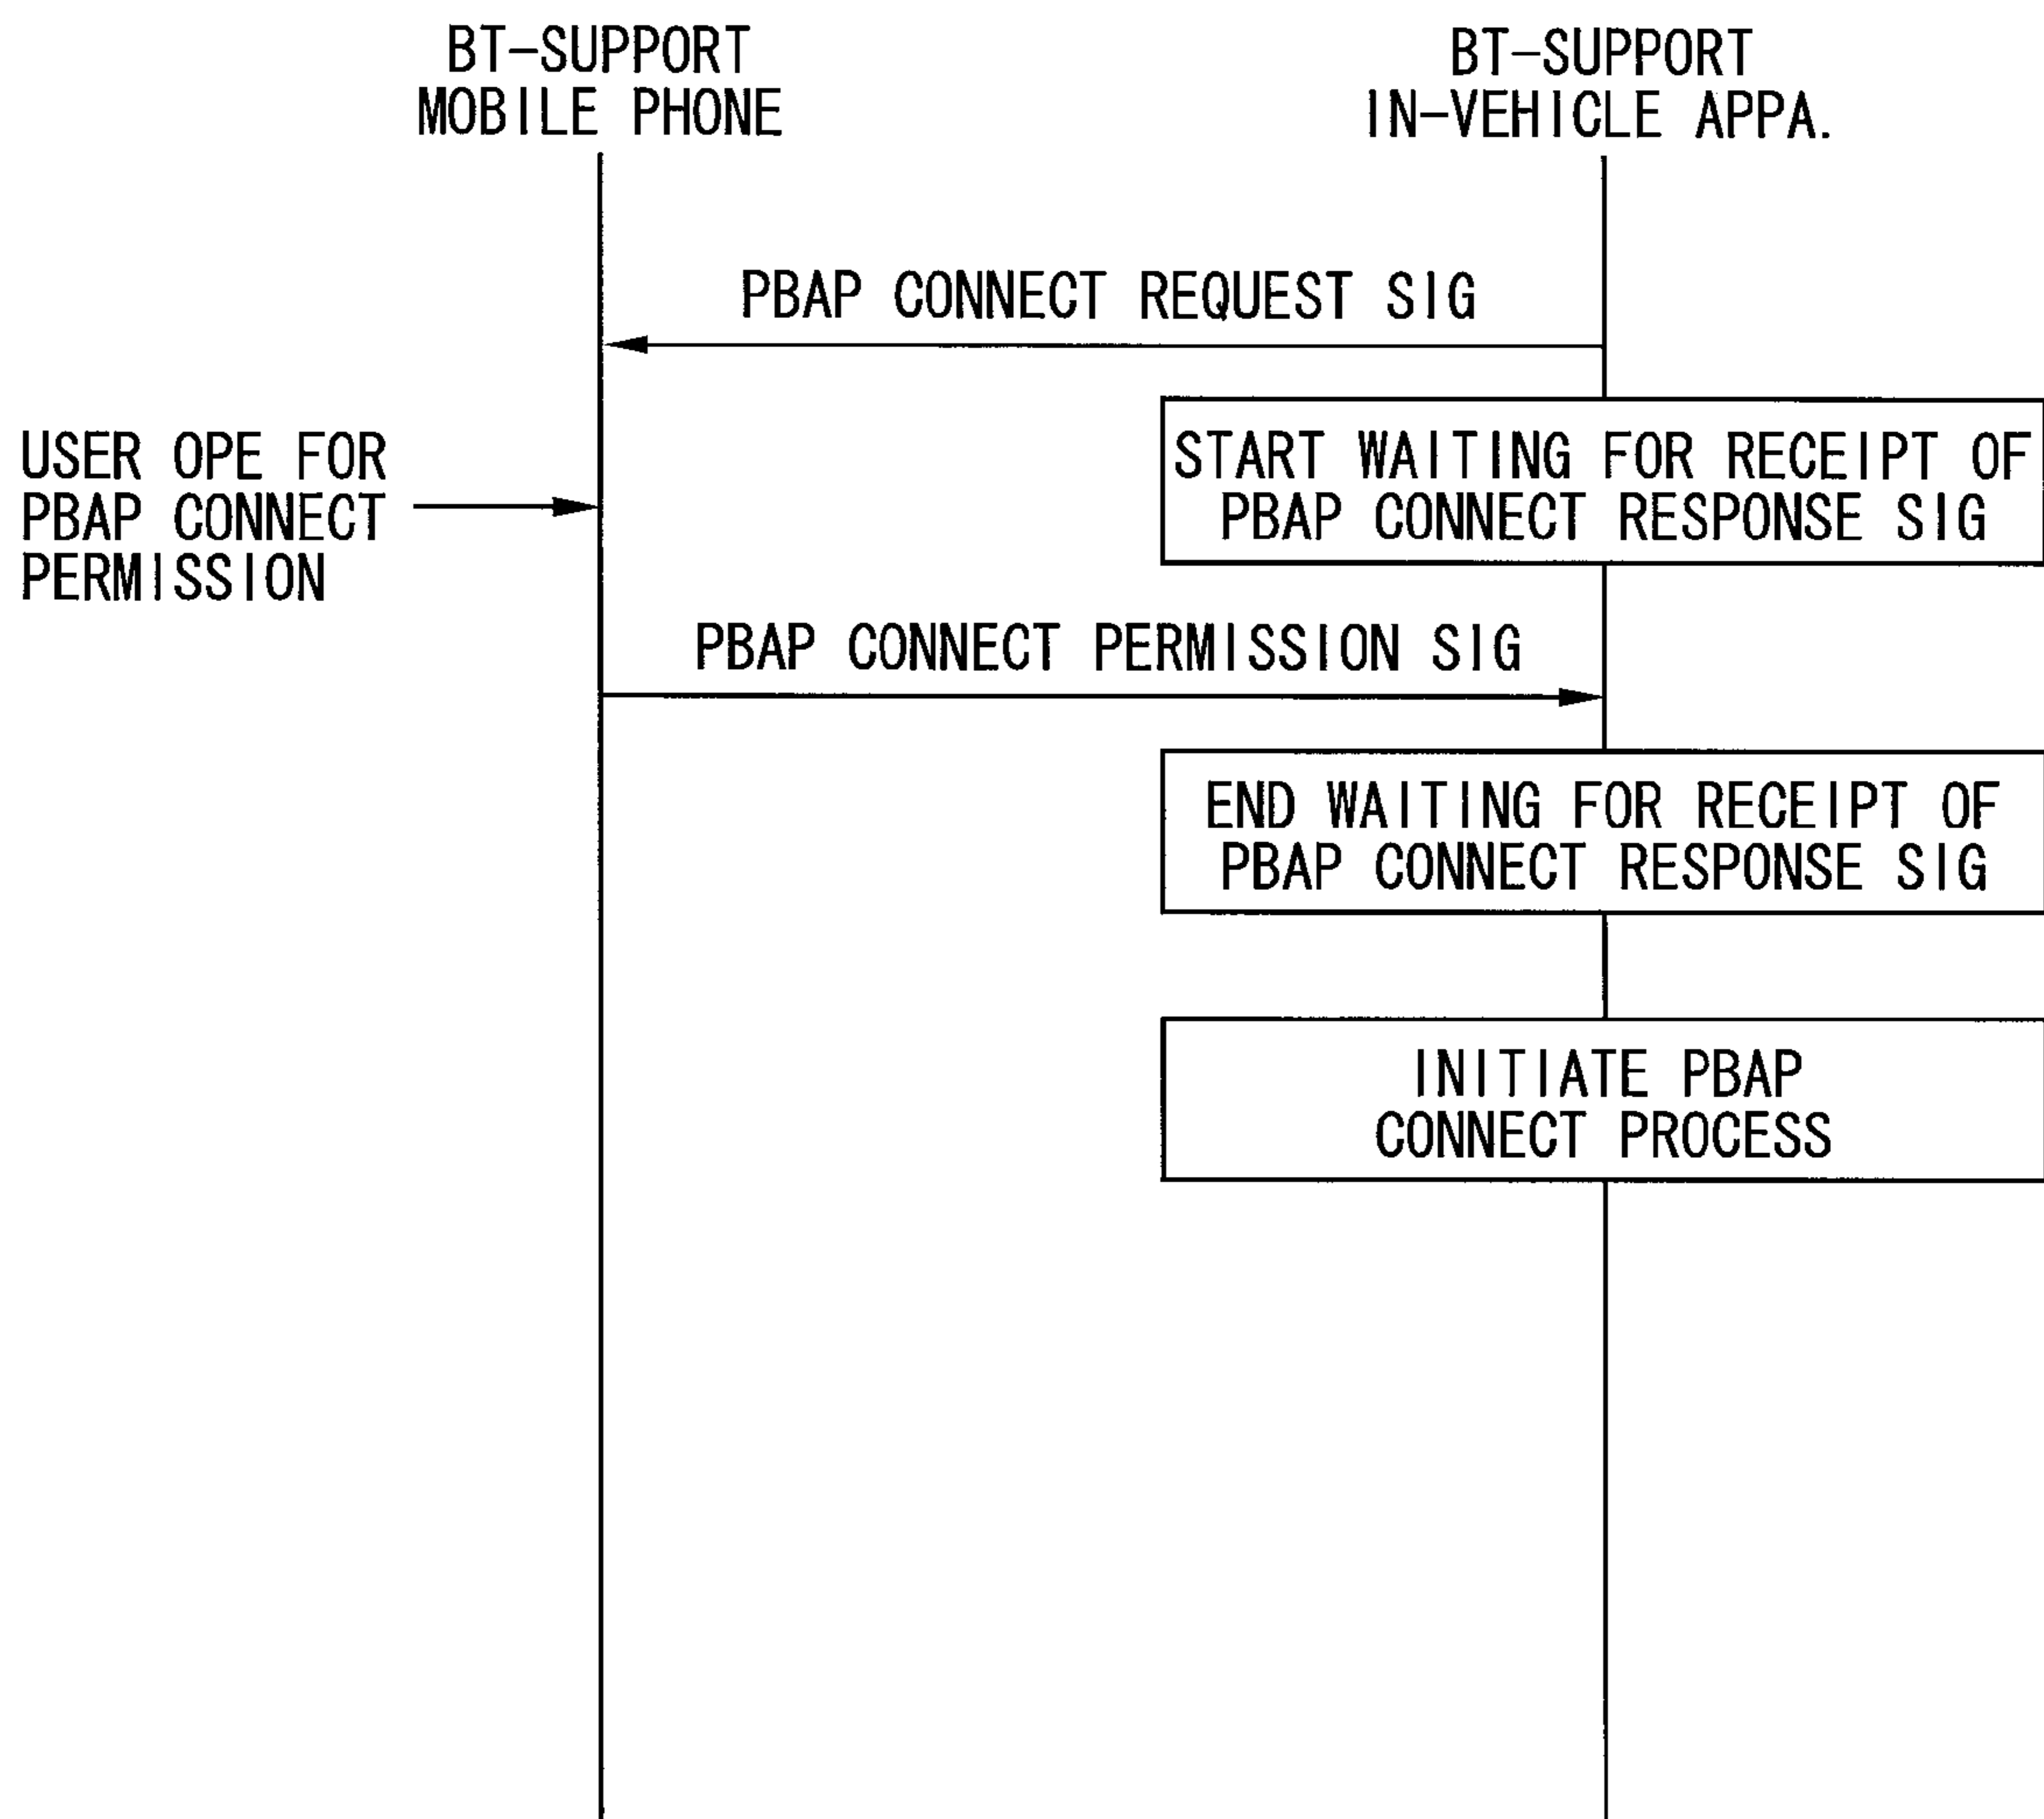 BT-SUPPORT
MOBILE PHONE
BT-SUPPORT
IN-VEHICLE APPA.
PBAP CONNECT REQUEST SIG
START WAITING FOR RECEIPT OF
PBAP CONNECT RESPONSE SIG
USER OPE FOR
PBAP CONNECT
PERMISSION
PBAP CONNECT PERMISSION SIG
END WAITING FOR RECEIPT OF
PBAP CONNECT RESPONSE SIG
INITIATE PBAP
CONNECT PROCESS